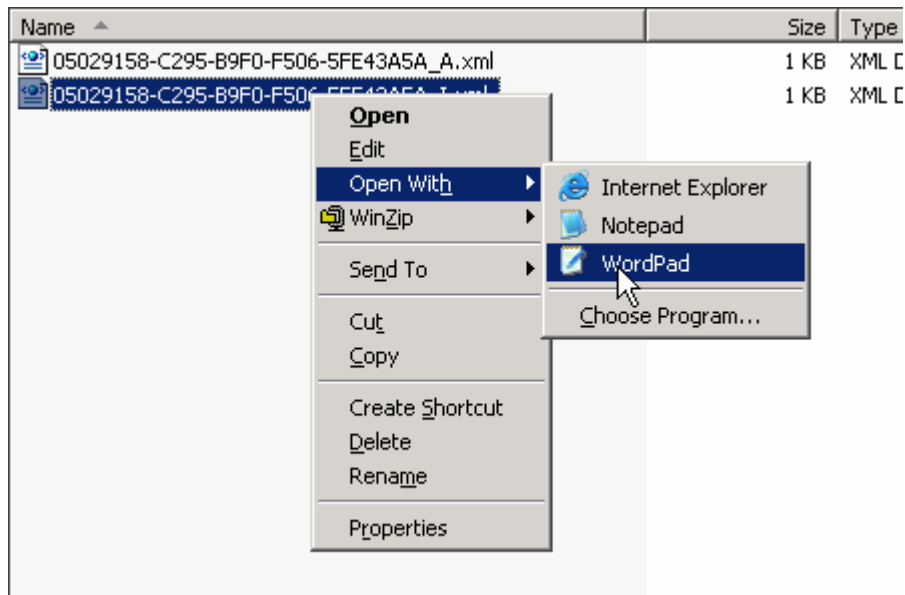 Name Size Type
05029158-C295-B9F0-F506-5FE43A5A_A.xml 1 KB XML D
05029158-C295-B9F0-F506 1 KB XML D
Open
Edit
Open With
Internet Explorer
WinZip
Notepad
WordPad
Send To
Choose Program...
Cut
Copy
Create Shortcut
Delete
Rename
Properties